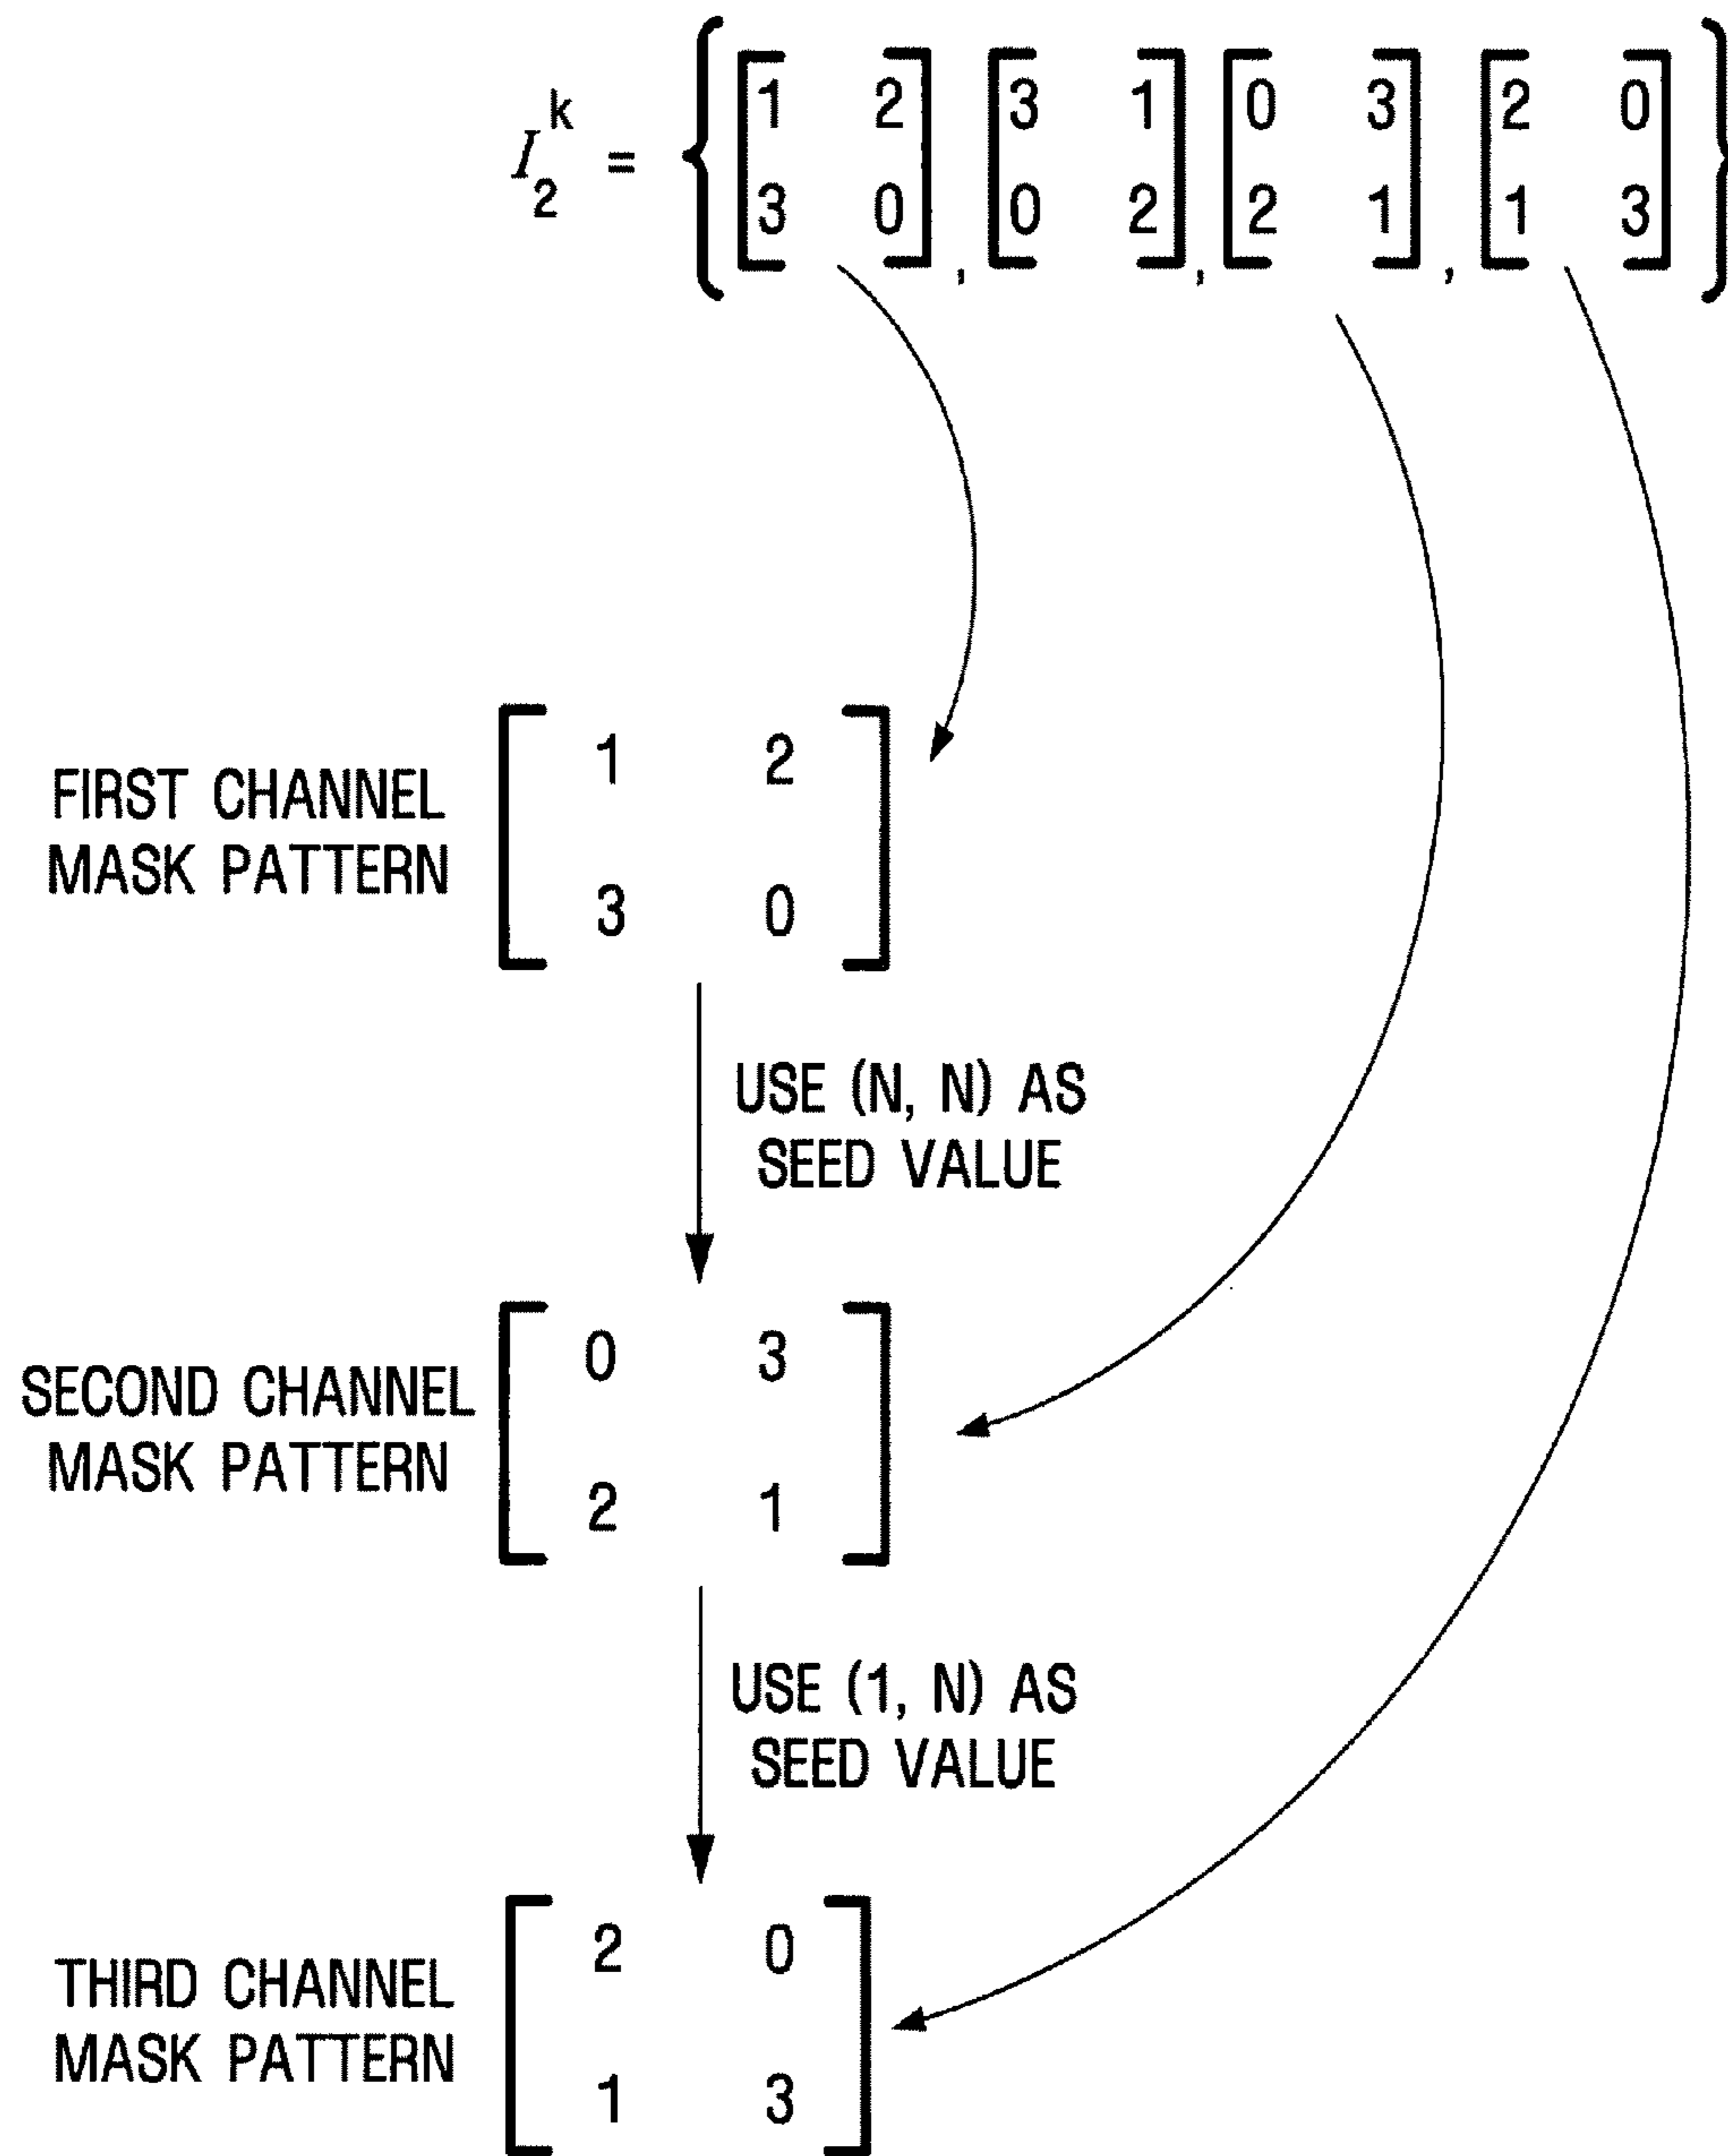 I₂ᵏ = { [1 2 , [3 1 , [0 3 , [2 0 }
3 0] 0 2] 2 1] 1 3]
FIRST CHANNEL
MASK PATTERN
1 2
3 0
USE (N, N) AS
SEED VALUE
SECOND CHANNEL
MASK PATTERN
0 3
2 1
USE (1, N) AS
SEED VALUE
THIRD CHANNEL
MASK PATTERN
2 0
1 3